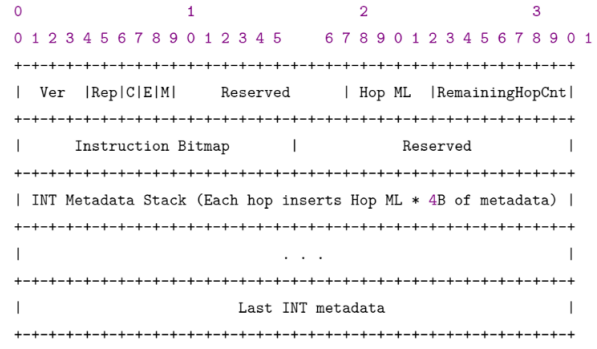 0                   1                   2                   3
0 1 2 3 4 5 6 7 8 9 0 1 2 3 4 5     6 7 8 9 0 1 2 3 4 5 6 7 8 9 0 1
+-+-+-+-+-+-+-+-+-+-+-+-+-+-+-+-+-+-+-+-+-+-+-+-+-+-+-+-+-+-+-+-+
|  Ver  |Rep|C|E|M|     Reserved      | Hop ML  |RemainingHopCnt|
+-+-+-+-+-+-+-+-+-+-+-+-+-+-+-+-+-+-+-+-+-+-+-+-+-+-+-+-+-+-+-+-+
|      Instruction Bitmap       |            Reserved           |
+-+-+-+-+-+-+-+-+-+-+-+-+-+-+-+-+-+-+-+-+-+-+-+-+-+-+-+-+-+-+-+-+
| INT Metadata Stack (Each hop inserts Hop ML * 4B of metadata) |
+-+-+-+-+-+-+-+-+-+-+-+-+-+-+-+-+-+-+-+-+-+-+-+-+-+-+-+-+-+-+-+-+
|                              . . .                            |
+-+-+-+-+-+-+-+-+-+-+-+-+-+-+-+-+-+-+-+-+-+-+-+-+-+-+-+-+-+-+-+-+
|                         Last INT metadata                     |
+-+-+-+-+-+-+-+-+-+-+-+-+-+-+-+-+-+-+-+-+-+-+-+-+-+-+-+-+-+-+-+-+